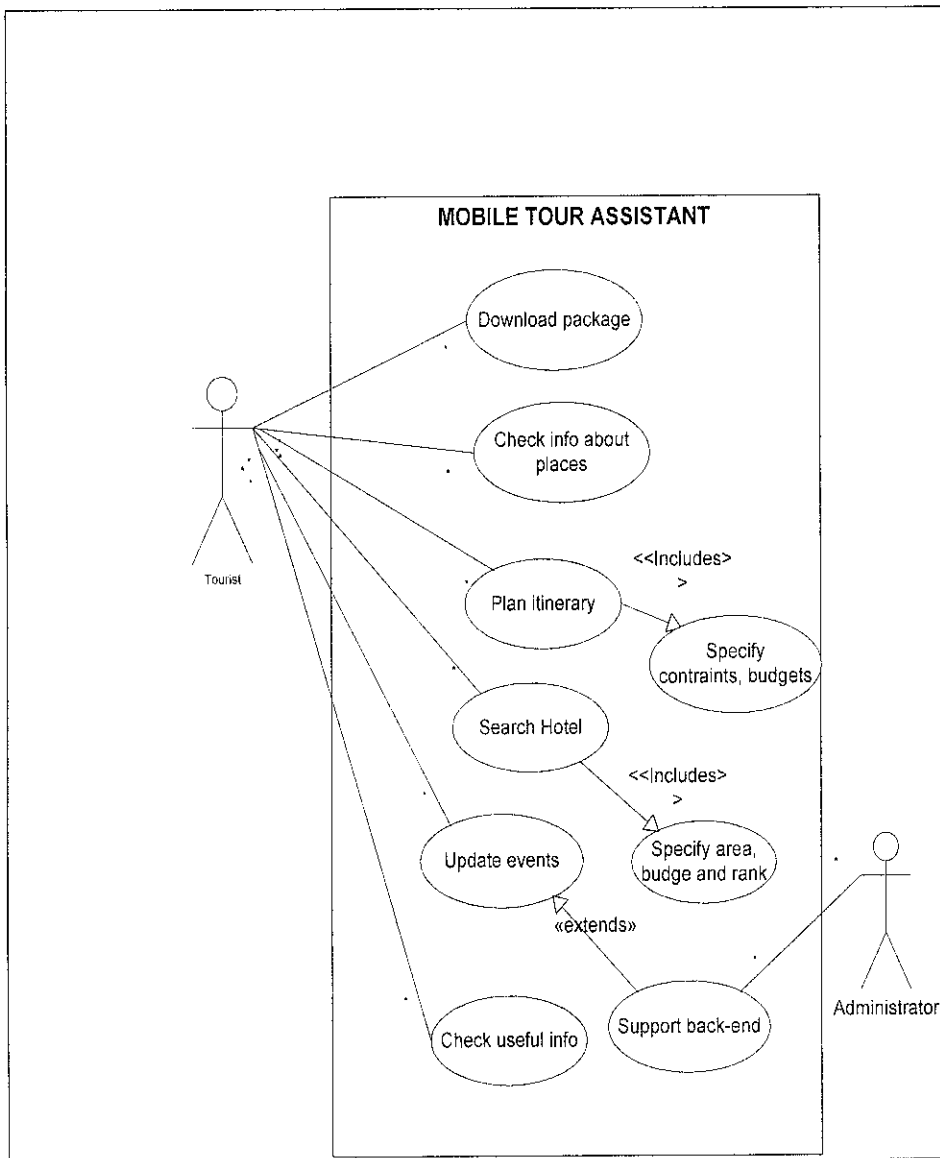 MOBILE TOUR ASSISTANT
Download package
Check info about
places
Tourist
<<Includes>
>
Plan itinerary
Specify
contraints, budgets
Search Hotel
<<Includes>
>
Update events
Specify area,
budge and rank
«extends»
Administrator
Support back-end
Check useful info